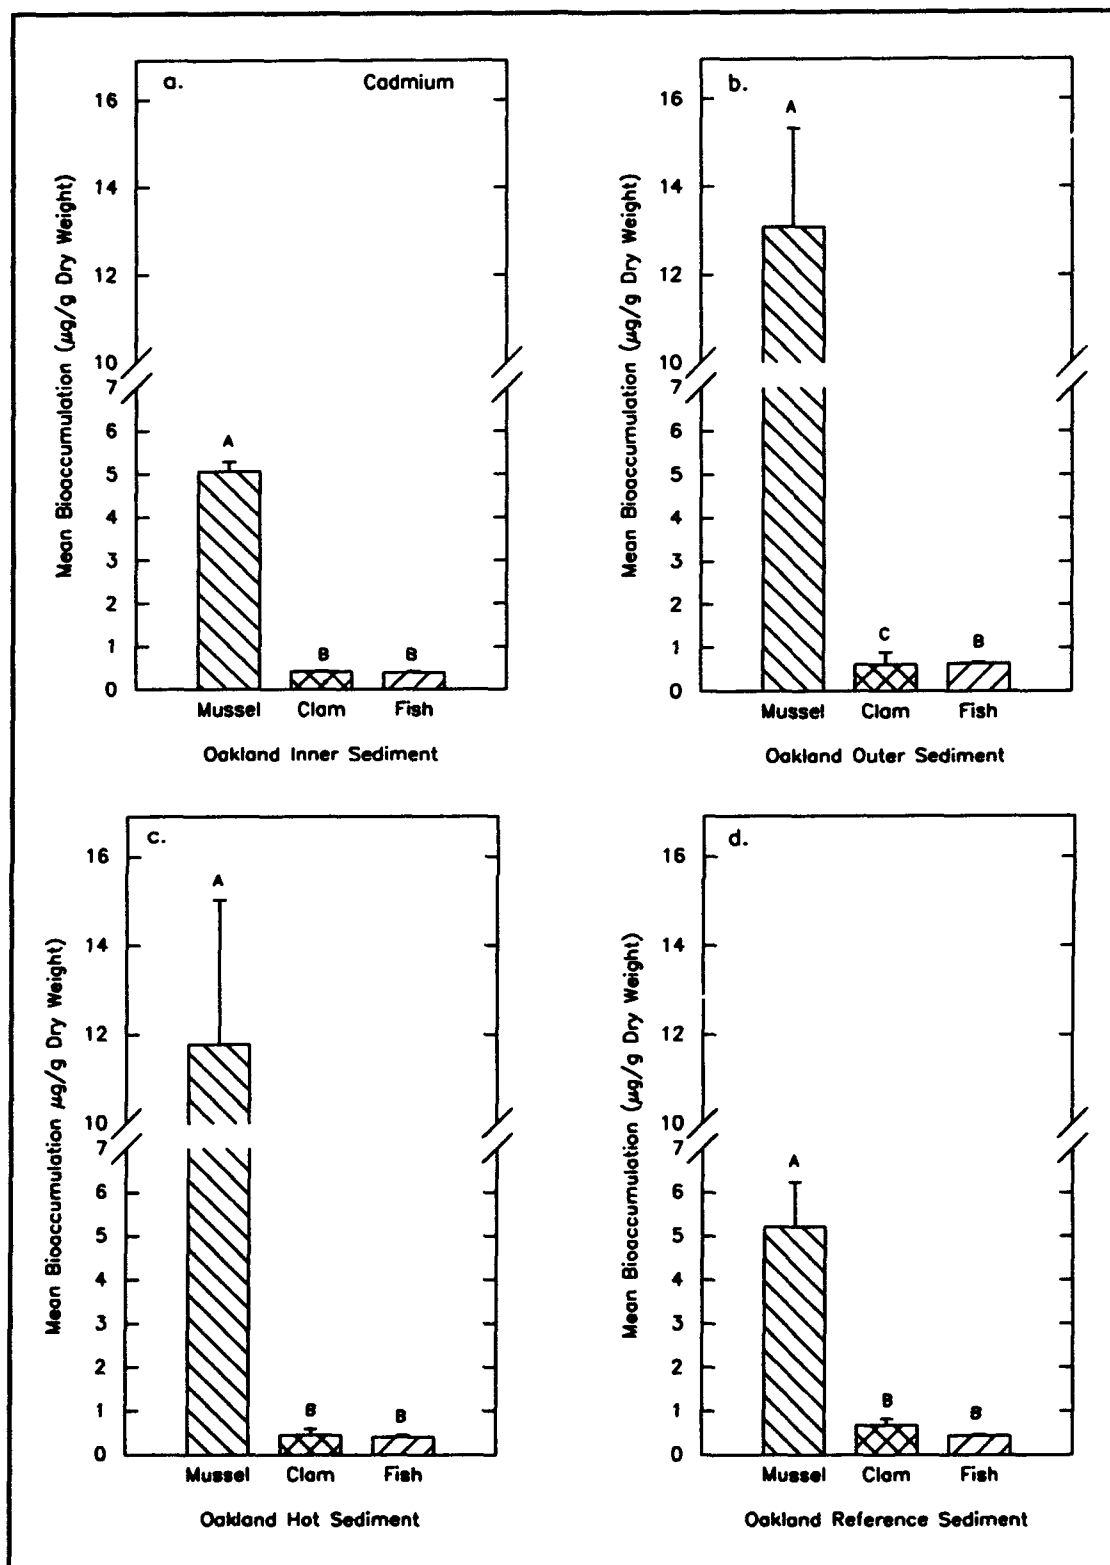 a.
Cadmium
Mean Bioaccumulation (µg/g Dry Weight)
16
14
12
10
7
6
5
4
3
2
1
0
A
B
B
Mussel Clam Fish
Oakland Inner Sediment
b.
Mean Bioaccumulation (µg/g Dry Weight)
16
14
12
10
7
6
5
4
3
2
1
0
A
C
B
Mussel Clam Fish
Oakland Outer Sediment
c.
Mean Bioaccumulation µg/g Dry Weight)
16
14
12
10
7
6
5
4
3
2
1
0
A
B
B
Mussel Clam Fish
Oakland Hot Sediment
d.
Mean Bioaccumulation (µg/g Dry Weight)
16
14
12
10
7
6
5
4
3
2
1
0
A
B
B
Mussel Clam Fish
Oakland Reference Sediment